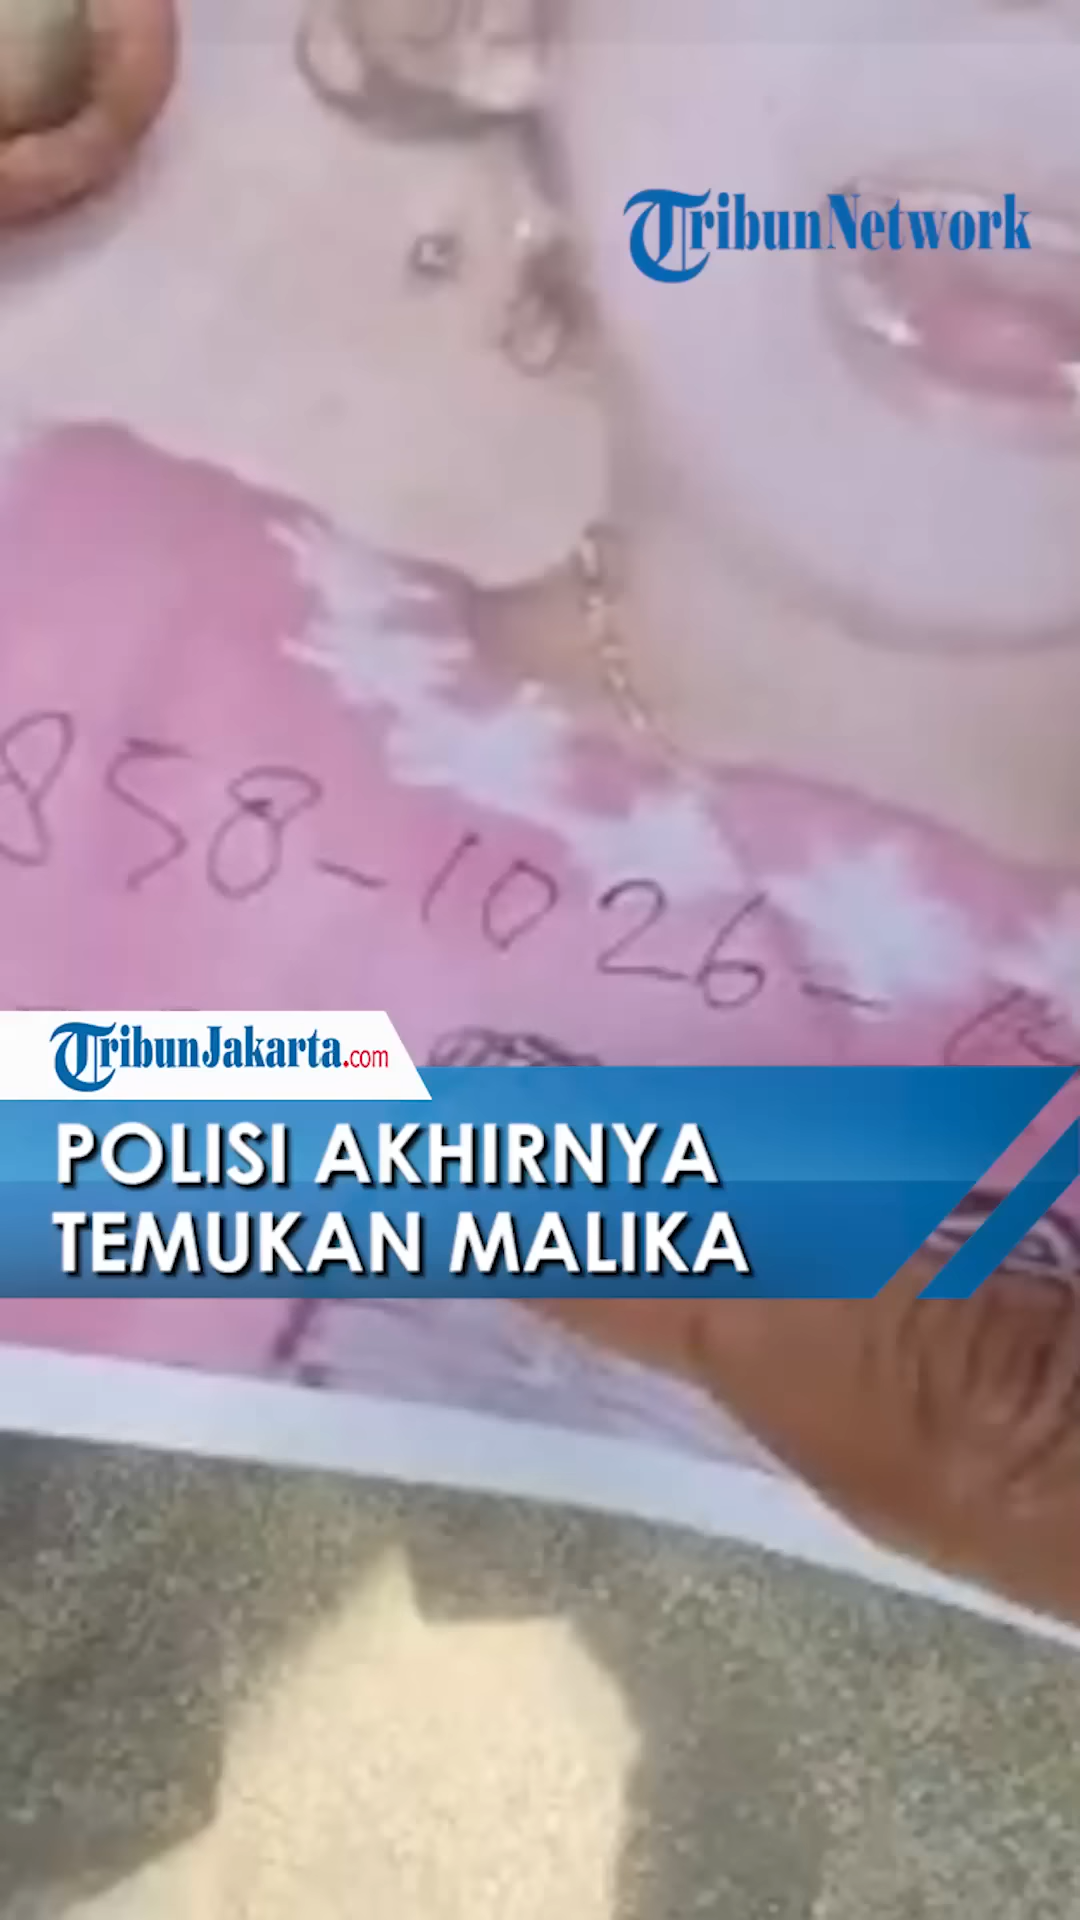 TribunNetwork
858-1026-
TribunJakarta.com
POLISI AKHIRNYA
TEMUKAN MALIKA